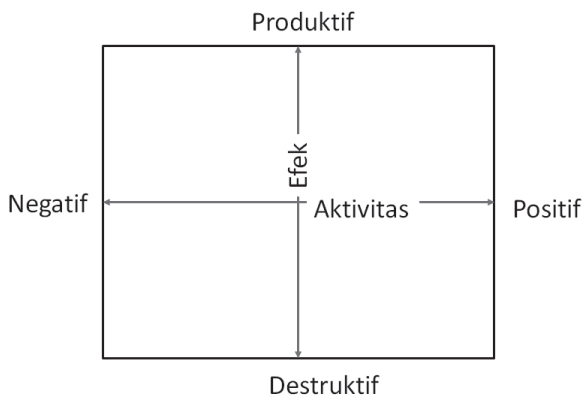 Produktif
Efek
Negatif
Aktivitas
Positif
Destruktif